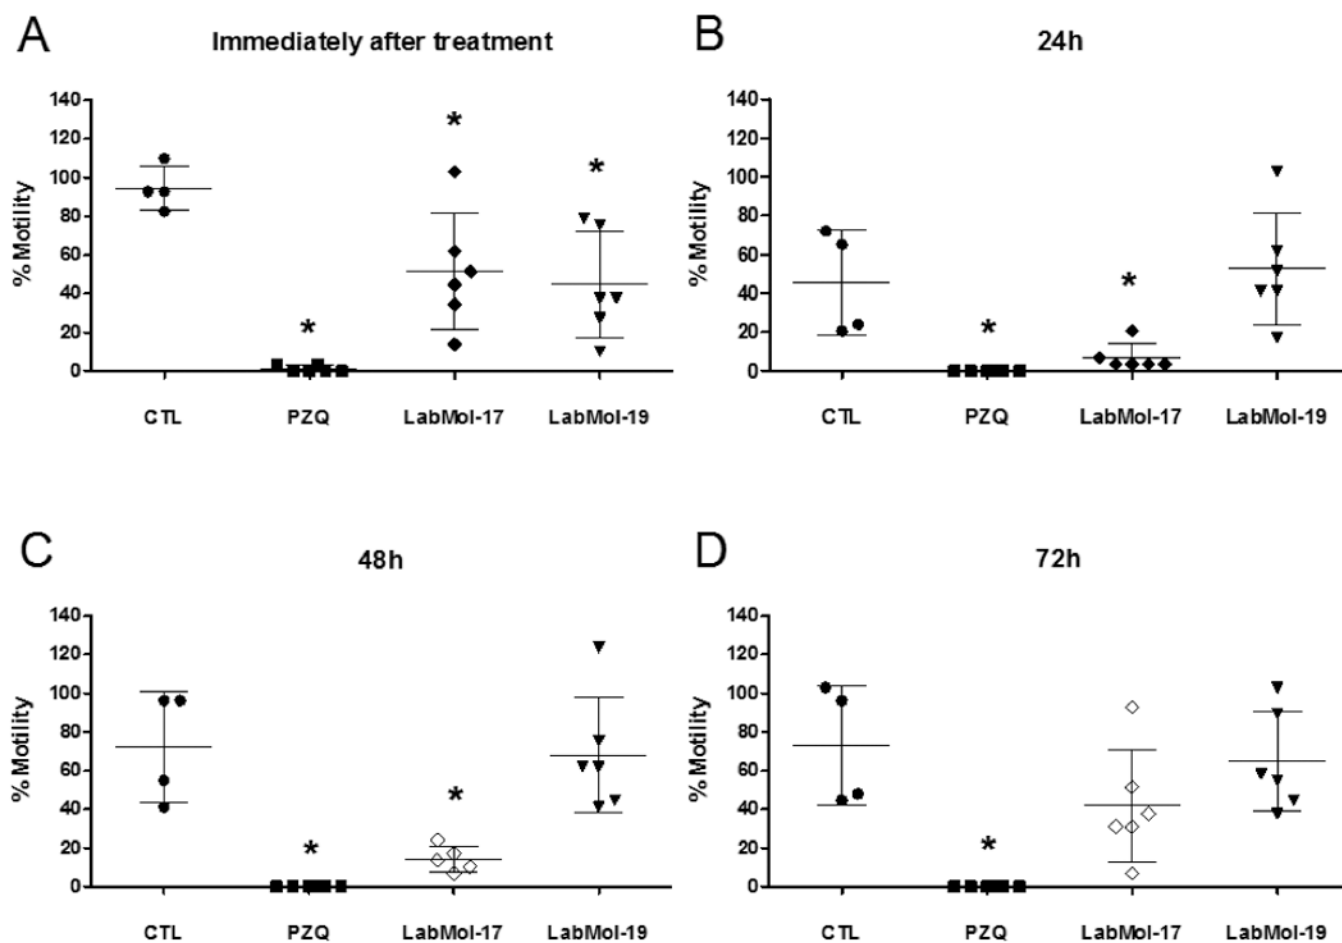 A
Immediately after treatment
% Motility
140
120
100
80
60
40
20
0
*
*
*
CTL PZQ LabMol-17 LabMol-19
B
24h
% Motility
140
120
100
80
60
40
20
0
*
*
CTL PZQ LabMol-17 LabMol-19
C
48h
% Motility
140
120
100
80
60
40
20
0
*
*
CTL PZQ LabMol-17 LabMol-19
D
72h
% Motility
140
120
100
80
60
40
20
0
*
CTL PZQ LabMol-17 LabMol-19